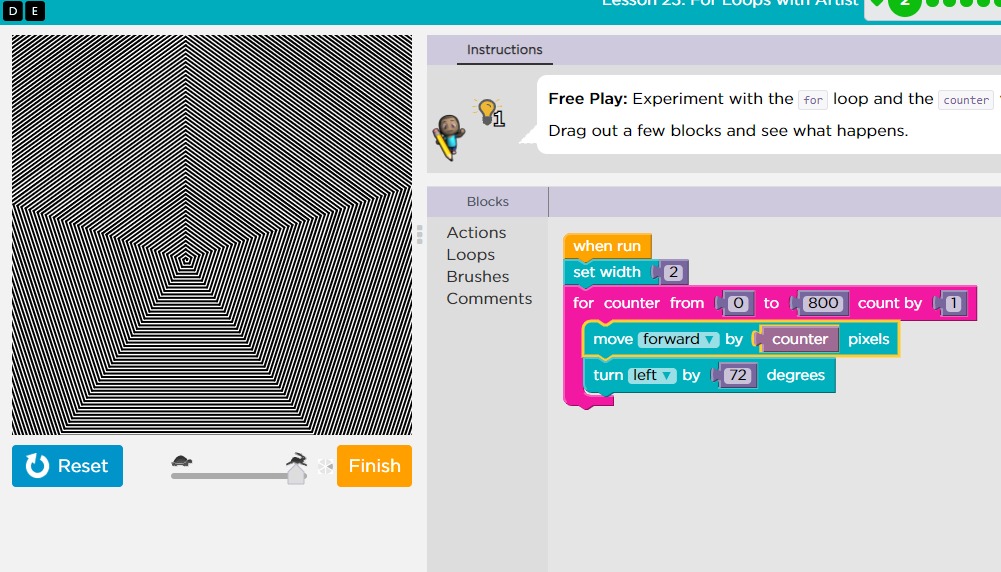 D E
Lesson 23: For Loops with Artist
2
Instructions
1
Free Play: Experiment with the for loop and the counter
Drag out a few blocks and see what happens.
Blocks
Actions
Loops
Brushes
Comments
when run
set width 2
for counter from 0 to 800 count by 1
move forward ▼ by counter pixels
turn left ▼ by 72 degrees
Reset
Finish